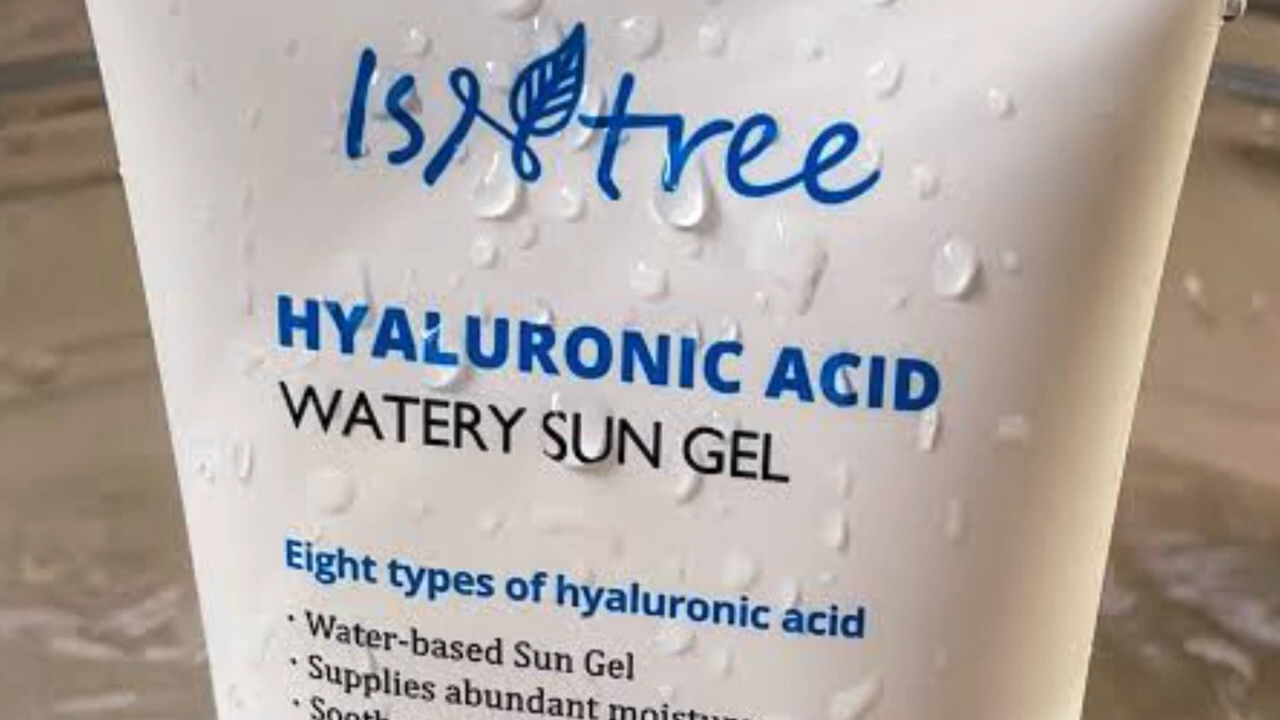 Isntree
HYALURONIC ACID
WATERY SUN GEL
Eight types of hyaluronic acid
· Water-based Sun Gel
· Supplies abundant